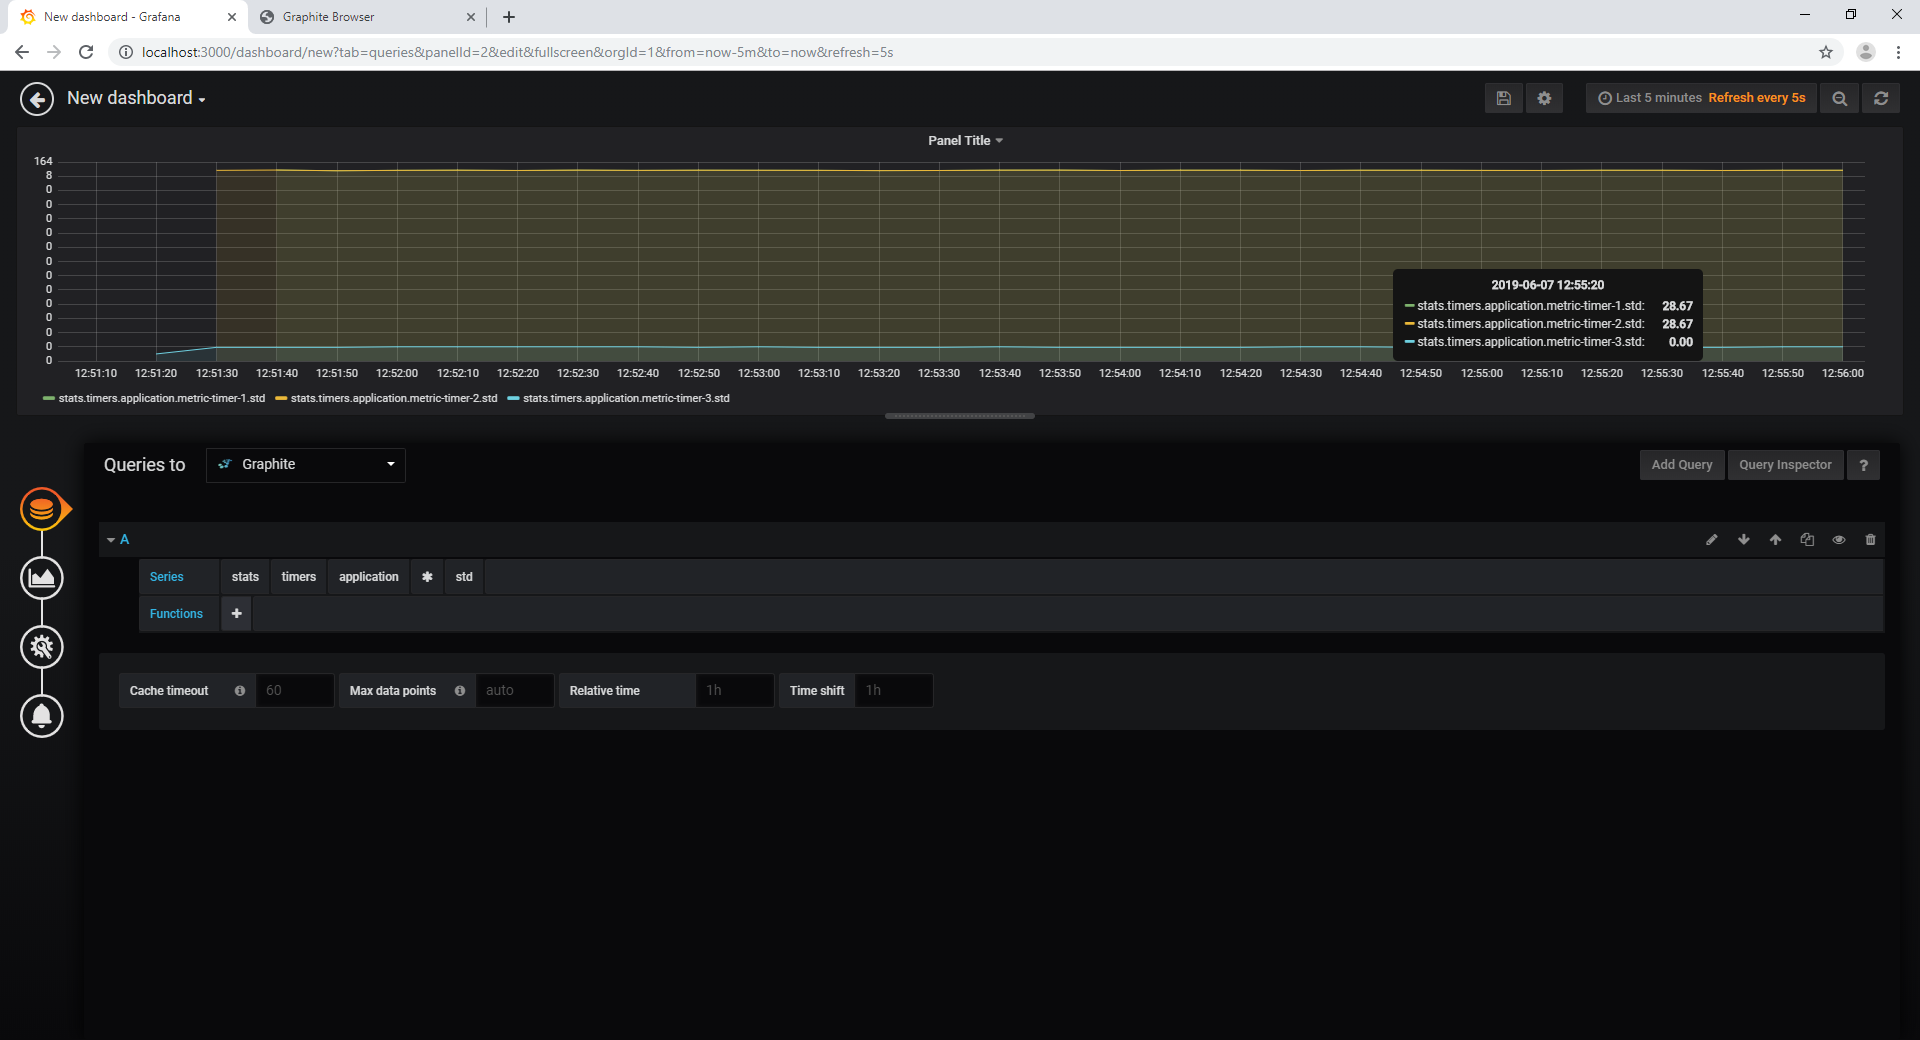 New dashboard - Grafana
Graphite Browser
localhost:3000/dashboard/new?tab=queries&panelId=2&edit&fullscreen&orgId=1&from=now-5m&to=now&refresh=5s
New dashboard
Last 5 minutes Refresh every 5s
Panel Title
164
8
0
0
0
0
0
0
0
0
0
0
0
0
0
2019-06-07 12:55:20
stats.timers.application.metric-timer-1.std: 28.67
stats.timers.application.metric-timer-2.std: 28.67
stats.timers.application.metric-timer-3.std: 0.00
12:51:10 12:51:20 12:51:30 12:51:40 12:51:50 12:52:00 12:52:10 12:52:20 12:52:30 12:52:40 12:52:50 12:53:00 12:53:10 12:53:20 12:53:30 12:53:40 12:53:50 12:54:00 12:54:10 12:54:20 12:54:30 12:54:40 12:54:50 12:55:00 12:55:10 12:55:20 12:55:30 12:55:40 12:55:50 12:56:00
stats.timers.application.metric-timer-1.std stats.timers.application.metric-timer-2.std stats.timers.application.metric-timer-3.std
Queries to Graphite Add Query Query Inspector ?
A
Series stats timers application * std
Functions +
Cache timeout 60 Max data points auto Relative time 1h Time shift 1h